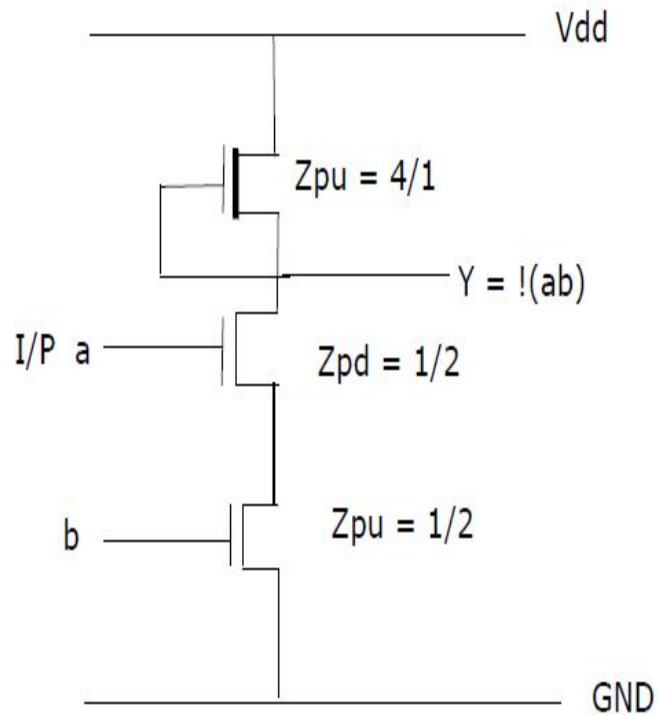 Vdd
Zpu = 4/1
Y = !(ab)
I/P a
Zpd = 1/2
b
Zpu = 1/2
GND